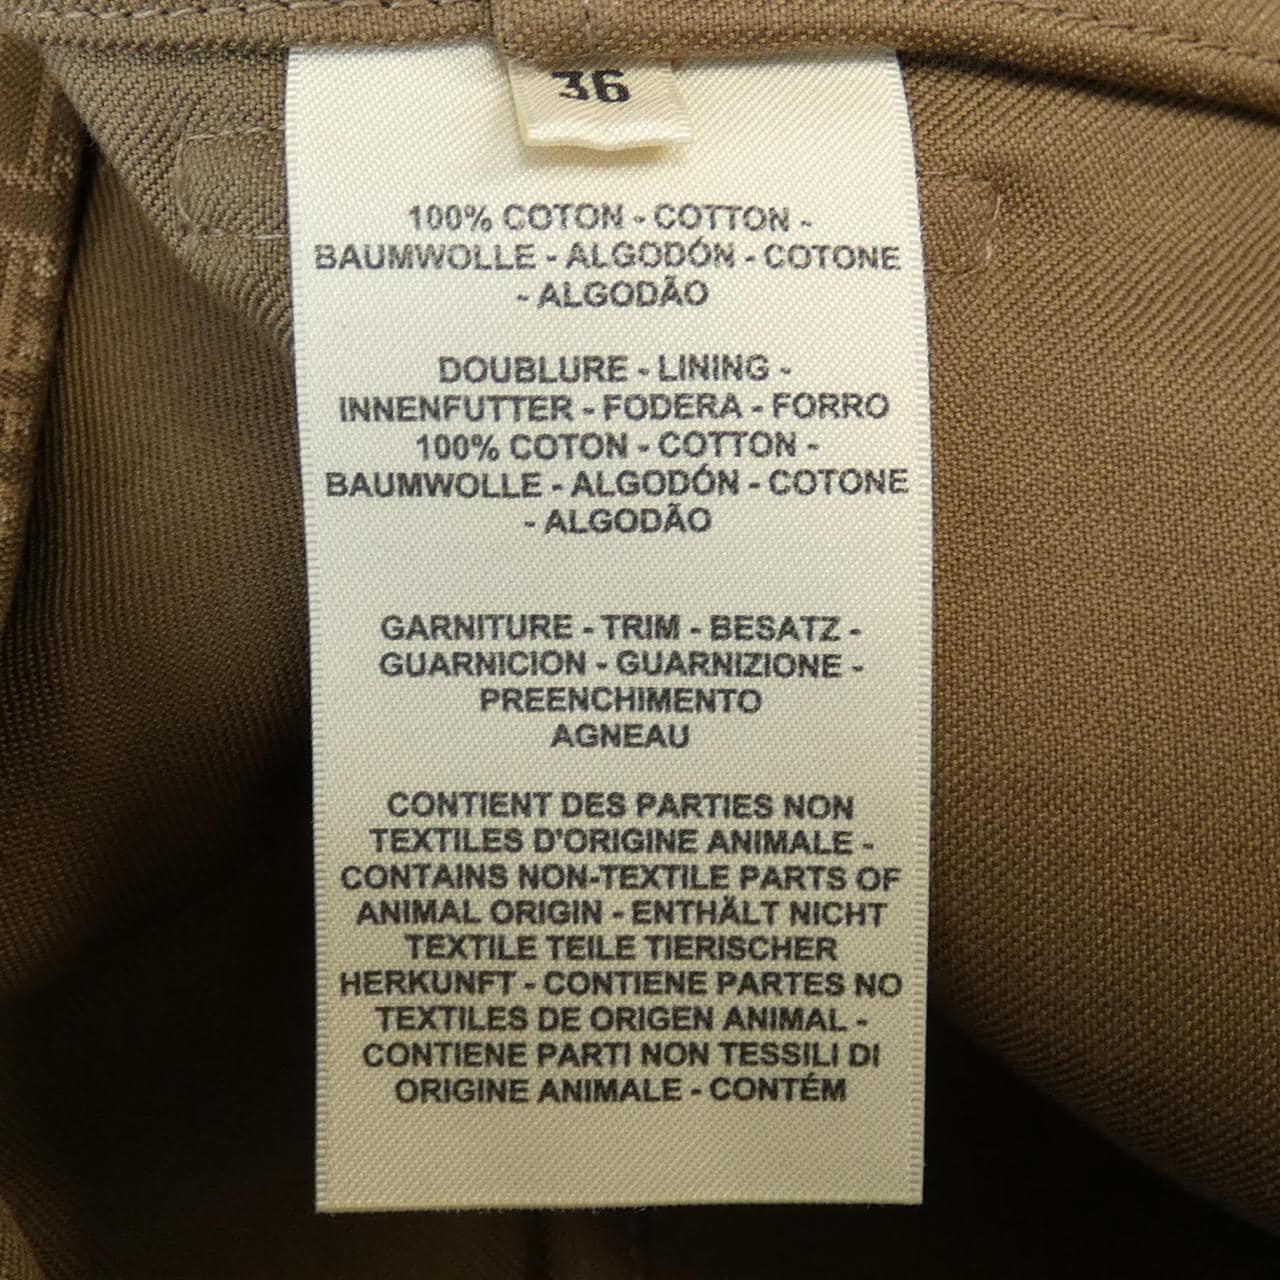 36
100% COTON - COTTON -
BAUMWOLLE - ALGODÓN - COTONE
- ALGODÃO
DOUBLURE - LINING -
INNENFUTTER - FODERA - FORRO
100% COTON - COTTON -
BAUMWOLLE - ALGODÓN - COTONE
- ALGODÃO
GARNITURE - TRIM - BESATZ -
GUARNICION - GUARNIZIONE -
PREENCHIMENTO
AGNEAU
CONTIENT DES PARTIES NON
TEXTILES D'ORIGINE ANIMALE -
CONTAINS NON-TEXTILE PARTS OF
ANIMAL ORIGIN - ENTHÄLT NICHT
TEXTILE TEILE TIERISCHER
HERKUNFT - CONTIENE PARTES NO
TEXTILES DE ORIGEN ANIMAL -
CONTIENE PARTI NON TESSILI DI
ORIGINE ANIMALE - CONTÉM